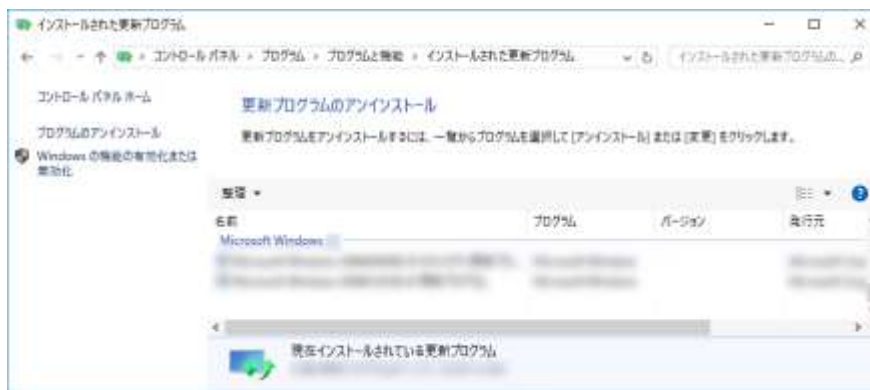 インストールされた更新プログラム
コントロール パネル › プログラム › プログラムと機能 › インストールされた更新プログラム
インストールされた更新プログラムの...
コントロール パネル ホーム
プログラムのアンインストール
Windows の機能の有効化または
無効化
更新プログラムのアンインストール
更新プログラムをアンインストールするには、一覧からプログラムを選択して [アンインストール] または [変更] をクリックします。
整理
名前 プログラム バージョン 発行元
Microsoft Windows
現在インストールされている更新プログラム